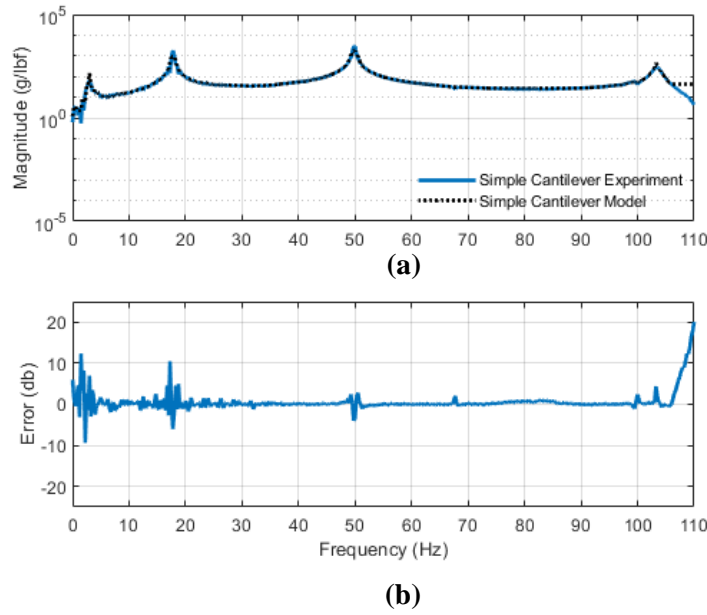 10^5
10^0
10^-5
Magnitude (g/lbf)
Simple Cantilever Experiment
Simple Cantilever Model
0 10 20 30 40 50 60 70 80 90 100 110
(a)
20
10
0
-10
-20
Error (db)
0 10 20 30 40 50 60 70 80 90 100 110
Frequency (Hz)
(b)